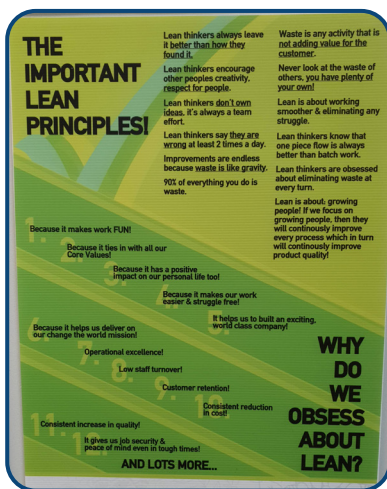 THE
IMPORTANT
LEAN
PRINCIPLES!
Lean thinkers always leave
it better than how they
found it.
Lean thinkers encourage
other peoples creativity,
respect for people.
Lean thinkers don't own
ideas, it's always a team
effort.
Lean thinkers say they are
wrong at least 2 times a day.
Improvements are endless
because waste is like gravity.
90% of everything you do is
waste.
Waste is any activity that is
not adding value for the
customer.
Never look at the waste of
others, you have plenty of
your own!
Lean is about working
smoother & eliminating any
struggle.
Lean thinkers know that
one piece flow is always
better than batch work.
Lean thinkers are obsessed
about eliminating waste at
every turn.
Lean is about; growing
people! If we focus on
growing people, then they
will continously improve
every process which in turn
will continously improve
product quality!
1. Because it makes work FUN!
2. Because it ties in with all our
Core Values!
3. Because it has a positive
impact on our personal life too!
4. Because it makes our work
easier & struggle free!
5. It helps us to built an exciting,
world class company!
6. Because it helps us deliver on
our change the world mission!
7. Operational excellence!
8. Low staff turnover!
9. Customer retention!
10. Consistent reduction
in cost!
11. Consistent increase in quality!
12. It gives us job security &
peace of mind even in tough times!
AND LOTS MORE...
WHY
DO
WE
OBSESS
ABOUT
LEAN?